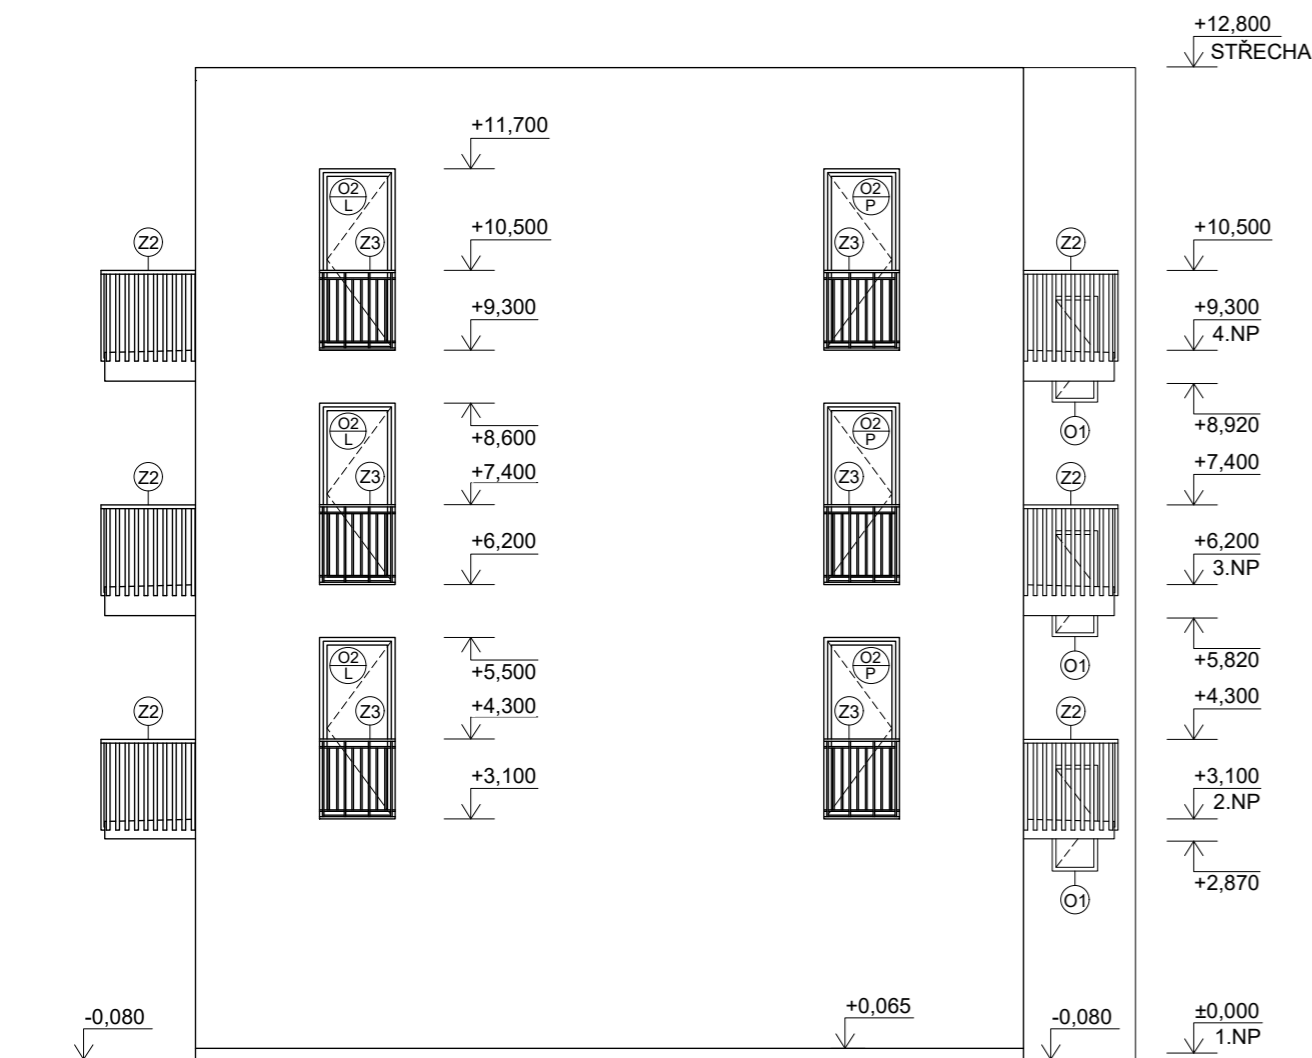 +12,800
STŘECHA
+11,700
O2
L
O2
P
+10,500
+10,500
Z2
Z3
Z3
Z2
+9,300
+9,300
4.NP
O2
L
O2
P
O1
+8,600
+8,920
+7,400
+7,400
Z2
Z3
Z3
Z2
+6,200
+6,200
3.NP
O2
L
O2
P
O1
+5,500
+5,820
+4,300
+4,300
Z2
Z3
Z3
Z2
+3,100
+3,100
2.NP
+2,870
O1
-0,080
+0,065
-0,080
±0,000
1.NP